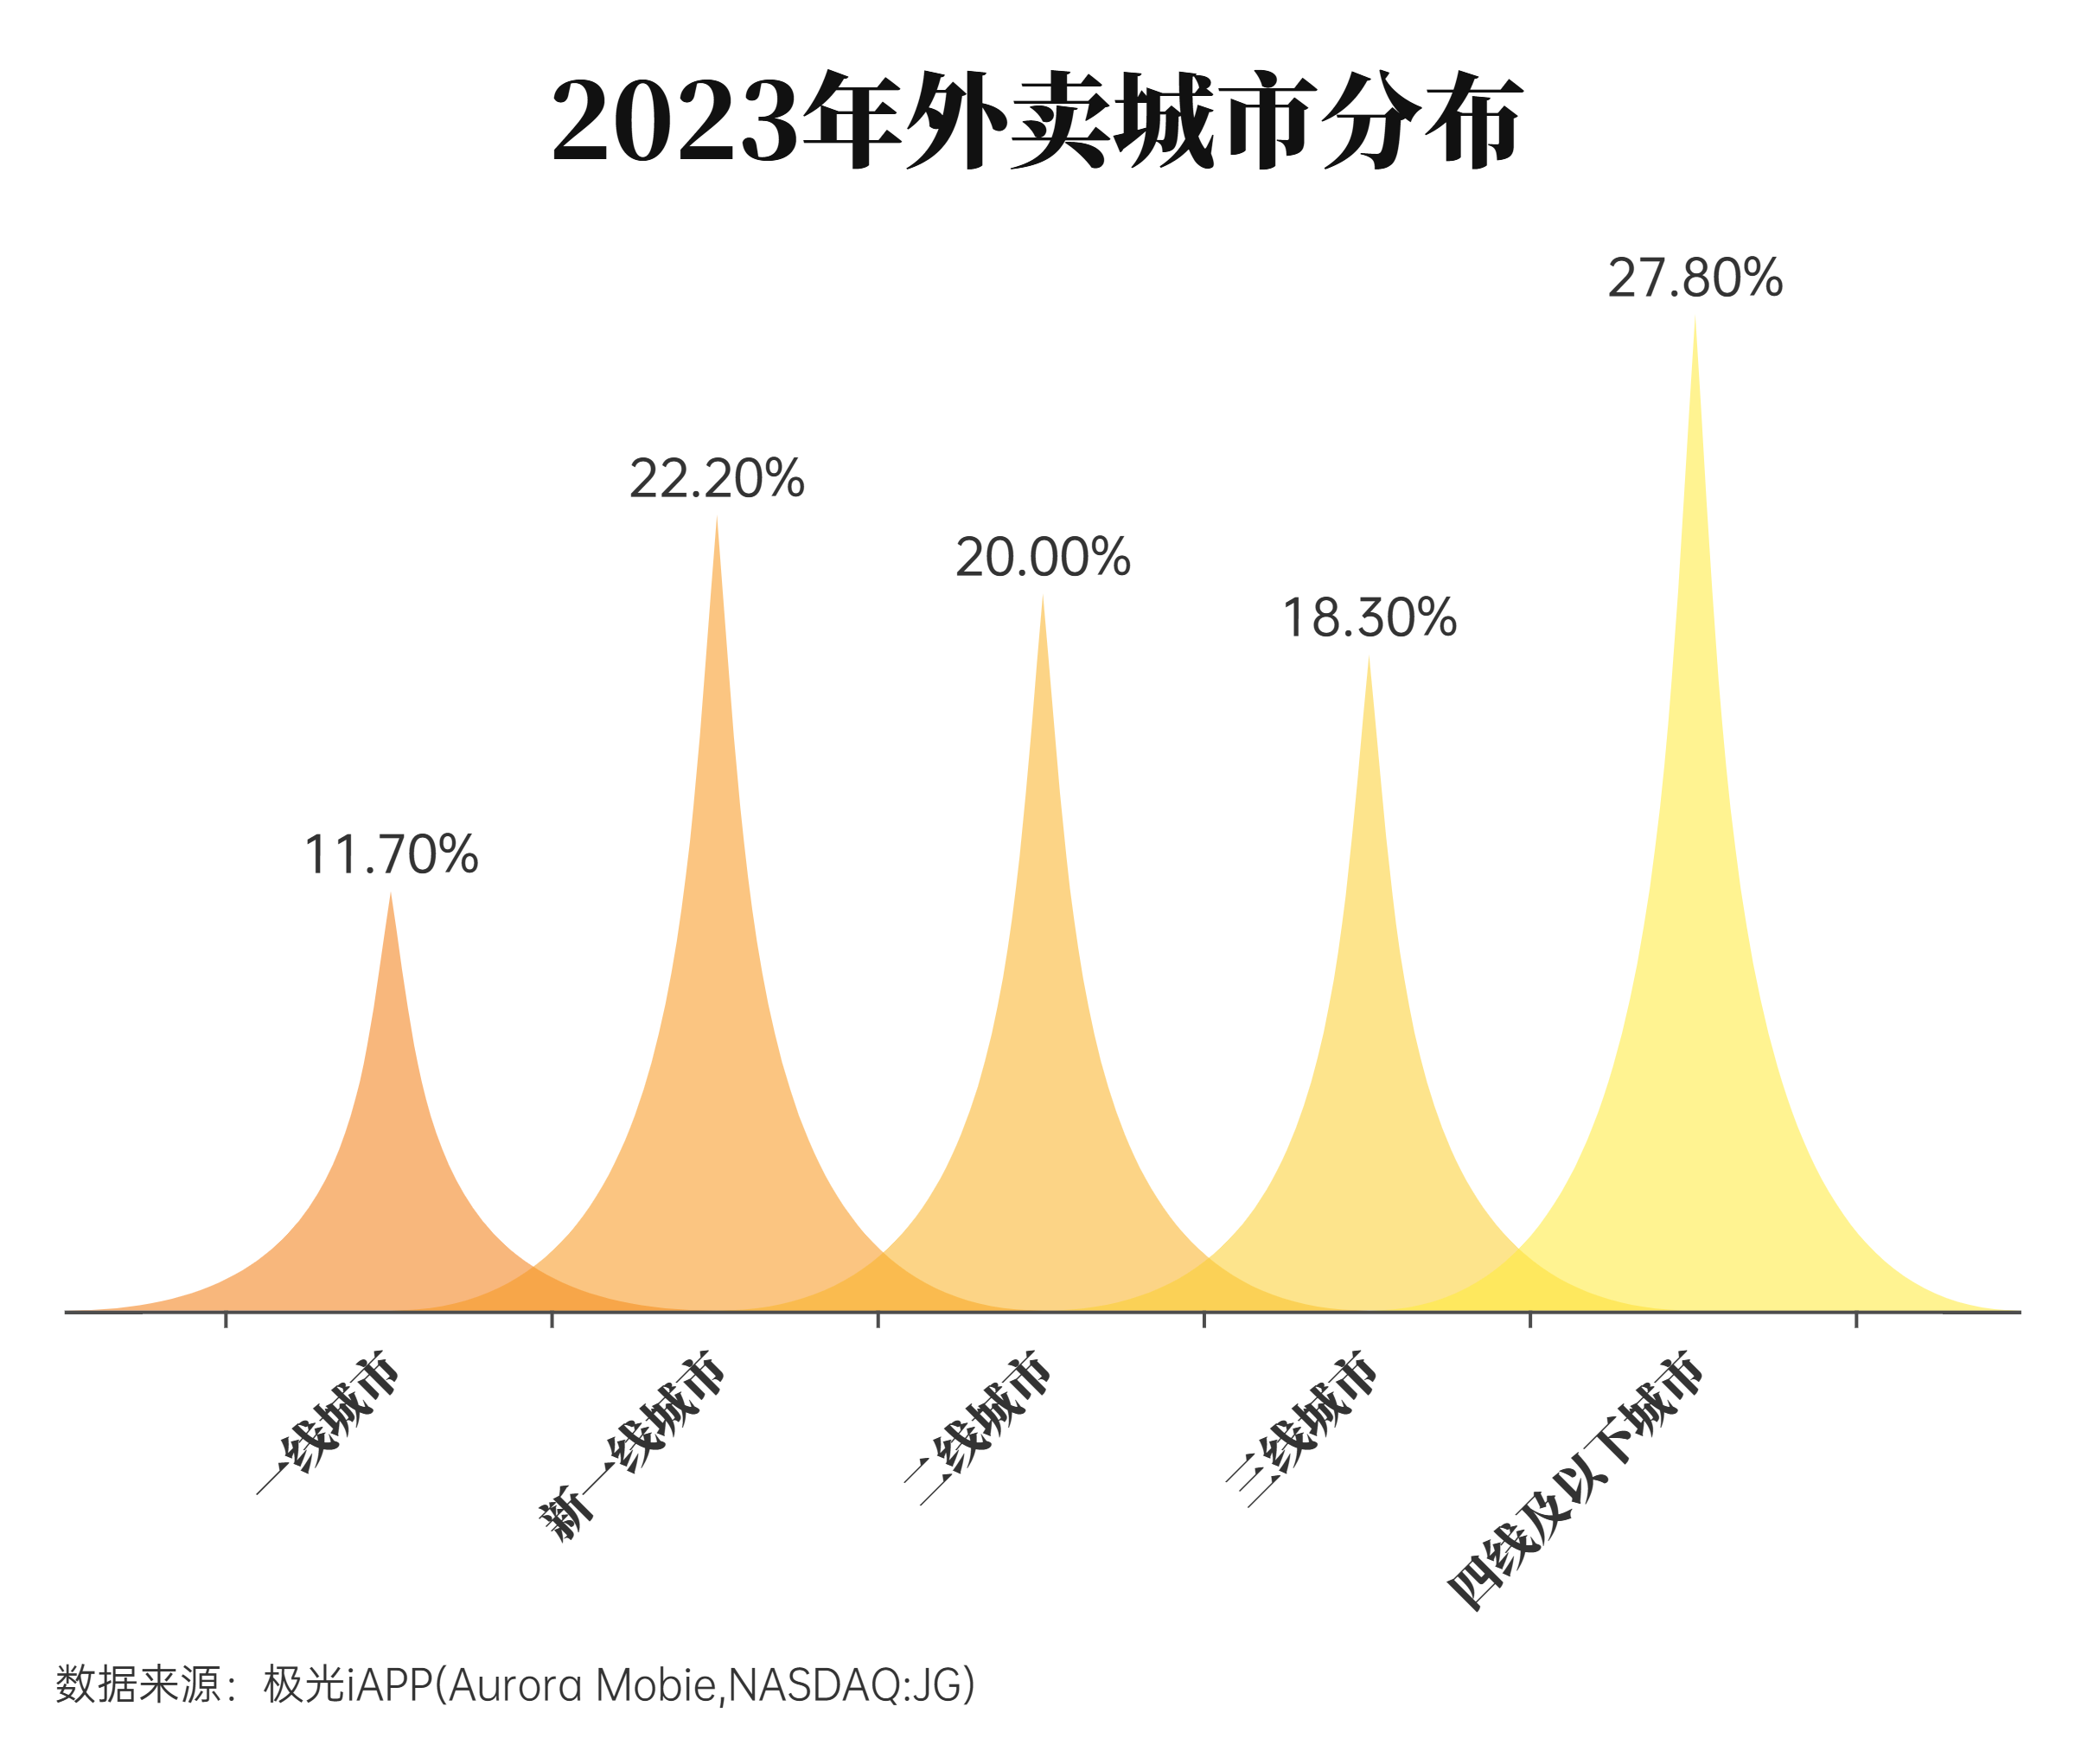 2023年外卖城市分布
27.80%
22.20%
20.00%
18.30%
11.70%
一线城市
新一线城市
二线城市
三线城市
四线及以下城市
数据来源：极光iAPP(Aurora Mobie,NASDAQ:JG)